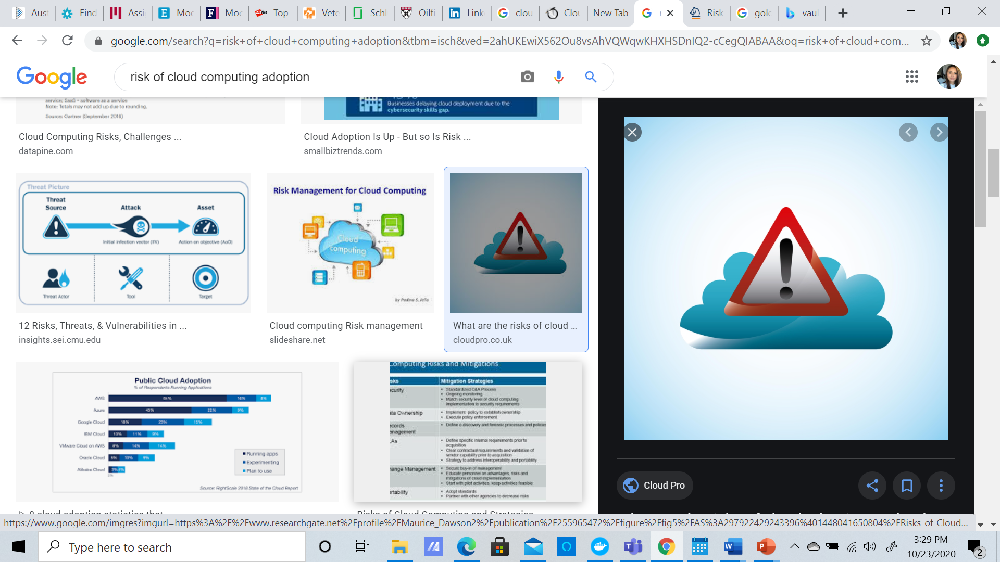 Aust
Find
Assi
Moc
Moc
Top
Vete
Schl
Oilfi
Link
clou
Clou
New Tab
Risk
gold
vaul
google.com/search?q=risk+of+cloud+computing+adoption&tbm=isch&ved=2ahUKEwiX562Ou8vsAhVQWqwKHXHSDnIQ2-cCegQIABAA&oq=risk+of+cloud+com...
Google
risk of cloud computing adoption
service; SaaS = software as a service
Note: Totals may not add up due to rounding.
Source: Gartner (September 2018)
Businesses delaying cloud deployment due to the
cybersecurity skills gap.
Cloud Computing Risks, Challenges ...
datapine.com
Cloud Adoption Is Up - But so Is Risk ...
smallbiztrends.com
Threat Picture
Threat
Source
Attack
Asset
Initial infection vector (IIV)
Action on objective (AoO)
Threat Actor
Tool
Target
Risk Management for Cloud Computing
Cloud
computing
by Padma S. Jella
12 Risks, Threats, & Vulnerabilities in ...
insights.sei.cmu.edu
Cloud computing Risk management
slideshare.net
What are the risks of cloud ...
cloudpro.co.uk
Public Cloud Adoption
% of Respondents Running Applications
AWS 64% 16% 8%
Azure 45% 22% 9%
Google Cloud 18% 23% 15%
IBM Cloud 10% 11% 9%
VMware Cloud on AWS 8% 14% 14%
Oracle Cloud 6% 10% 9%
Alibaba Cloud 3% 4%
0%
Running apps
Experimenting
Plan to use
Source: RightScale 2018 State of the Cloud Report
Computing Risks and Mitigations
sks Mitigation Strategies
curity
• Standardized C&A Process
• Ongoing monitoring
• Match security level of cloud computing
implementation to security requirements
ata Ownership
• Implement policy to establish ownership
• Execute policy enforcement
ecords
anagement
• Define e-discovery and forensic processes and policies
As
• Define specific internal requirements prior to
acquisition
• Clear contractual requirements and validation of
vendor capability prior to acquisition
• Strategy to address interoperability and portability
hange Management
• Secure buy-in of management
• Educate personnel on advantages, risks and
mitigations of cloud implementation
• Start with pilot activities, keep activities feasible
rtability
• Adopt standards
• Partner with other agencies to decrease risks
Cloud Pro
▷ 8 cloud adoption statistics that
Risks of Cloud Computing and Strategies
https://www.google.com/imgres?imgurl=https%3A%2F%2Fwww.researchgate.net%2Fprofile%2FMaurice_Dawson2%2Fpublication%2F255965472%2Ffigure%2Ffig5%2FAS%3A297922429243396%401448041650804%2FRisks-of-Cloud...
Type here to search
3:29 PM
10/23/2020
2